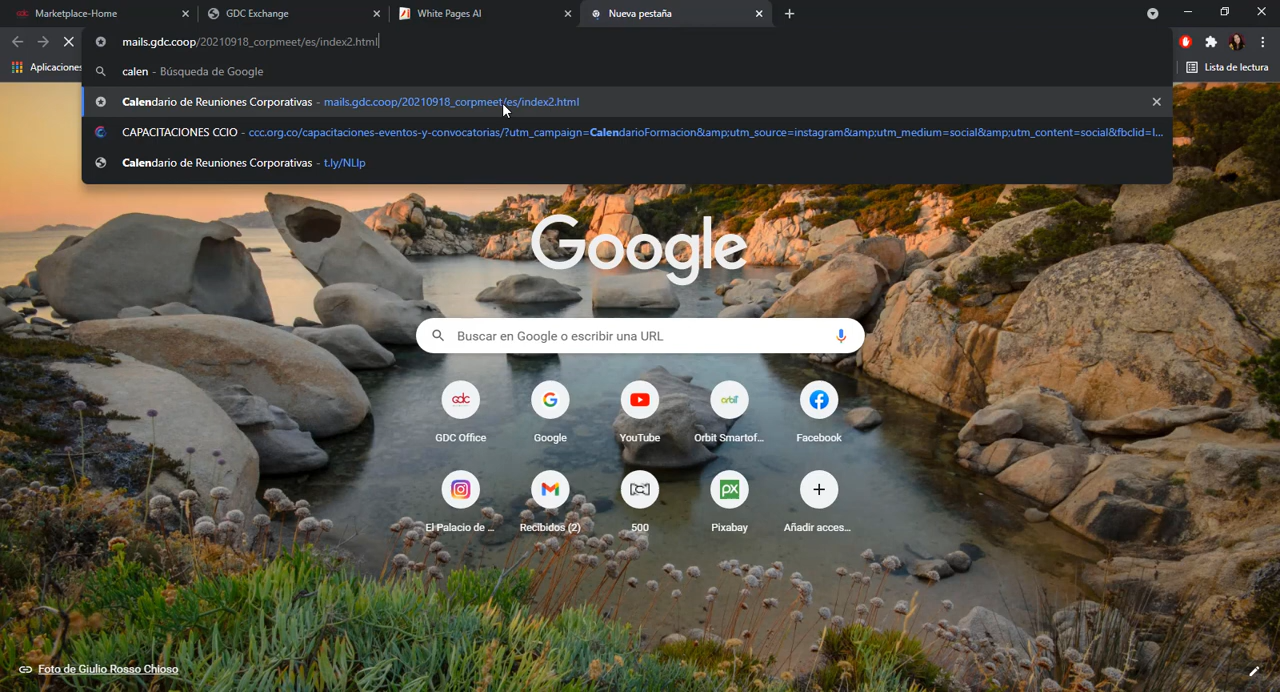 Marketplace-Home
GDC Exchange
White Pages AI
Nueva pestaña
mails.gdc.coop/20210918_corpmeet/es/index2.html
Aplicaciones
Lista de lectura
calen - Búsqueda de Google
Calendario de Reuniones Corporativas - mails.gdc.coop/20210918_corpmeet/es/index2.html
CAPACITACIONES CCIO - ccc.org.co/capacitaciones-eventos-y-convocatorias/?utm_campaign=CalendarioFormacion&amp;utm_source=instagram&amp;utm_medium=social&amp;utm_content=social&fbclid=I...
Calendario de Reuniones Corporativas - t.ly/NLIp
Google
Buscar en Google o escribir una URL
gdc
orbit
GDC Office
Google
YouTube
Orbit Smartof...
Facebook
px
El Palacio de ...
Recibidos (2)
500
Pixabay
Añadir acces...
Foto de Giulio Rosso Chioso